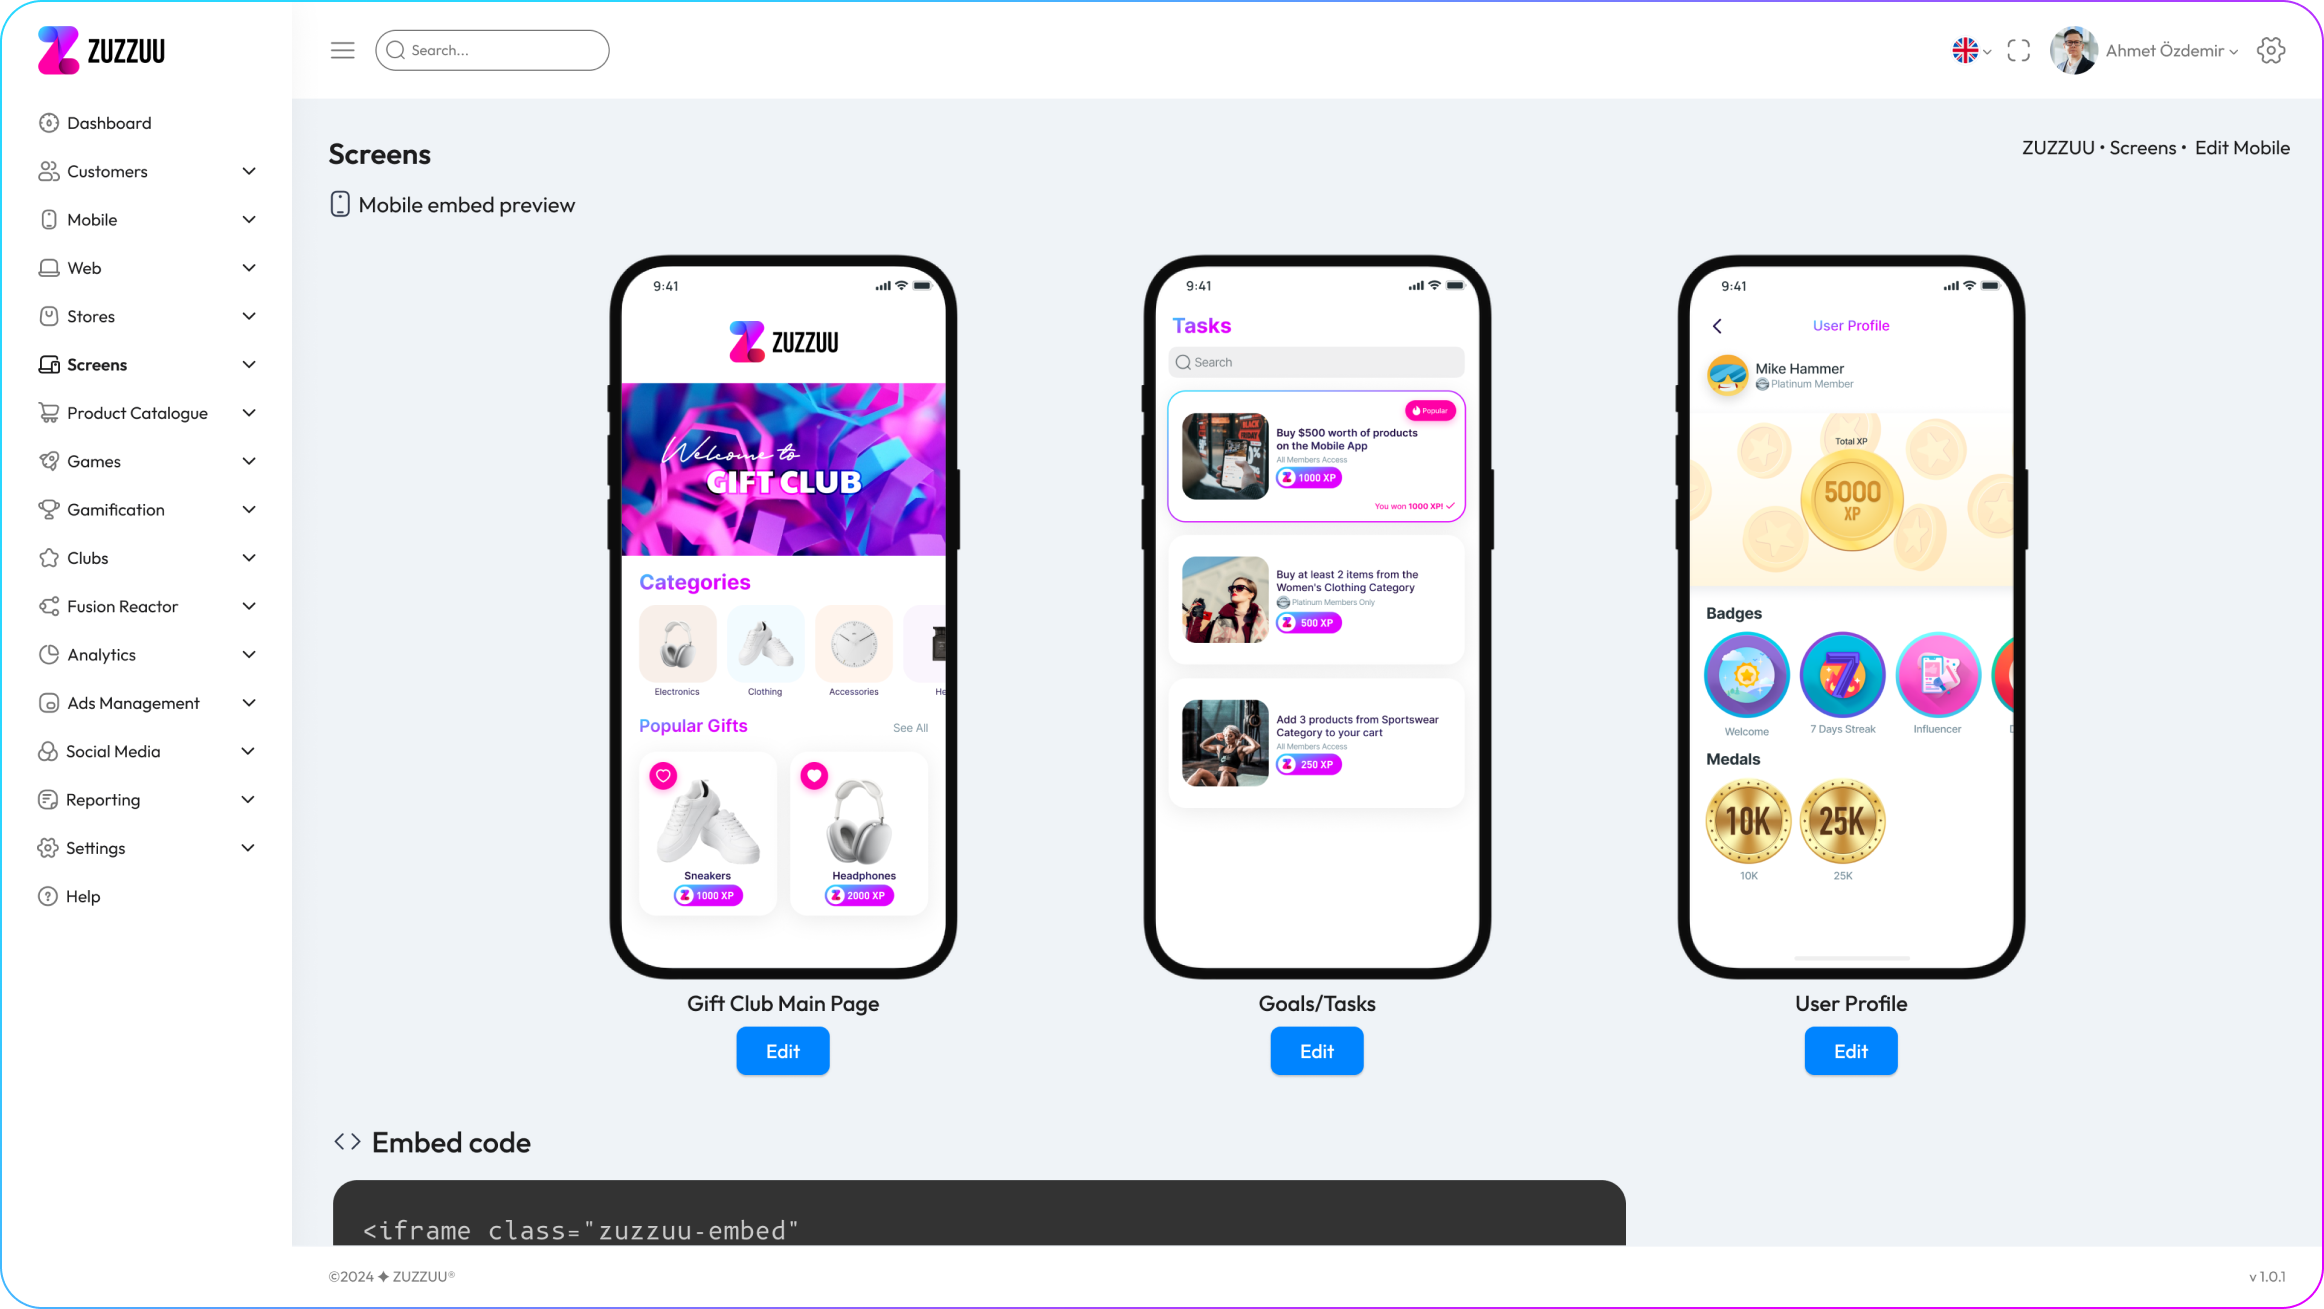 ZUZZUU
Search...
Ahmet Özdemir
Dashboard
Customers
Mobile
Web
Stores
Screens
Product Catalogue
Games
Gamification
Clubs
Fusion Reactor
Analytics
Ads Management
Social Media
Reporting
Settings
Help
Screens
ZUZZUU • Screens • Edit Mobile
Mobile embed preview
9:41
ZUZZUU
Welcome to
GIFT CLUB
Categories
Electronics
Clothing
Accessories
He
Popular Gifts
See All
Sneakers
1000 XP
Headphones
2000 XP
Gift Club Main Page
Edit
9:41
Tasks
Search
Popular
BLACK
FRIDAY
Buy $500 worth of products
on the Mobile App
All Members Access
1000 XP
You won 1000 XP!
Buy at least 2 items from the
Women's Clothing Category
Platinum Members Only
500 XP
Add 3 products from Sportswear
Category to your cart
All Members Access
250 XP
Goals/Tasks
Edit
9:41
User Profile
Mike Hammer
Platinum Member
Total XP
5000
XP
Badges
7
Welcome
7 Days Streak
Influencer
Medals
10K
25K
10K
25K
User Profile
Edit
<> Embed code
<iframe class="zuzzuu-embed"
©2024 ✦ ZUZZUU®
v 1.0.1